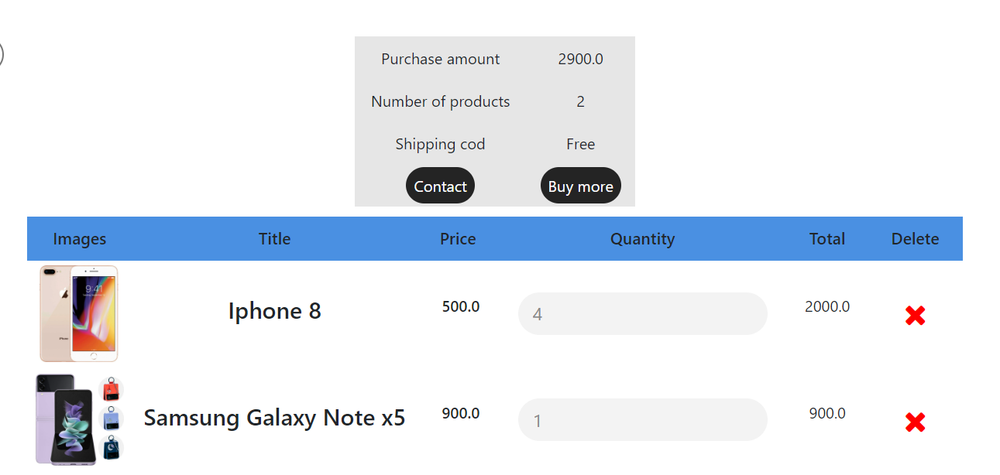 Purchase amount 2900.0
Number of products 2
Shipping cod Free
Contact Buy more
Images Title Price Quantity Total Delete
9:41
Iphone 8 500.0 4 2000.0
Samsung Galaxy Note x5 900.0 1 900.0